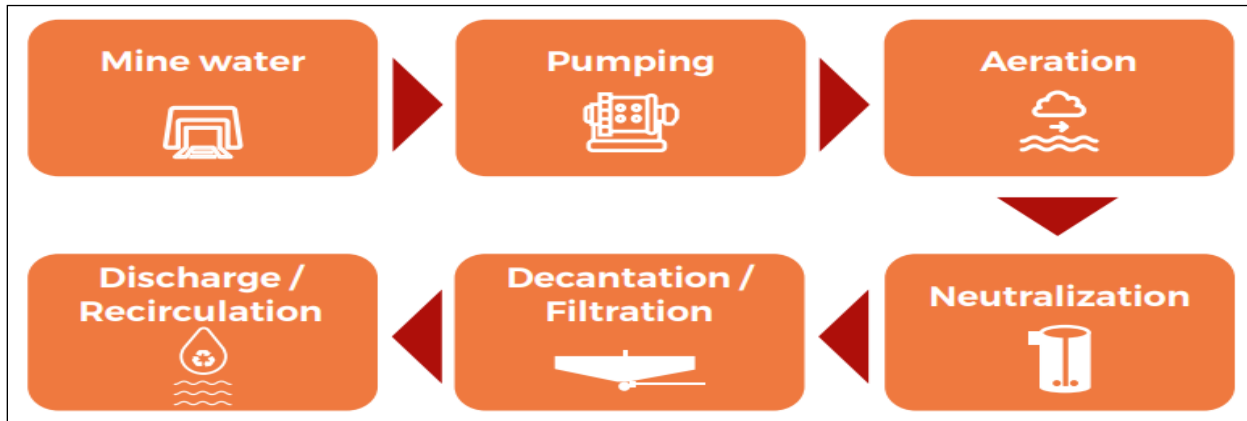 Mine water
Pumping
Aeration
Neutralization
Decantation /
Filtration
Discharge /
Recirculation